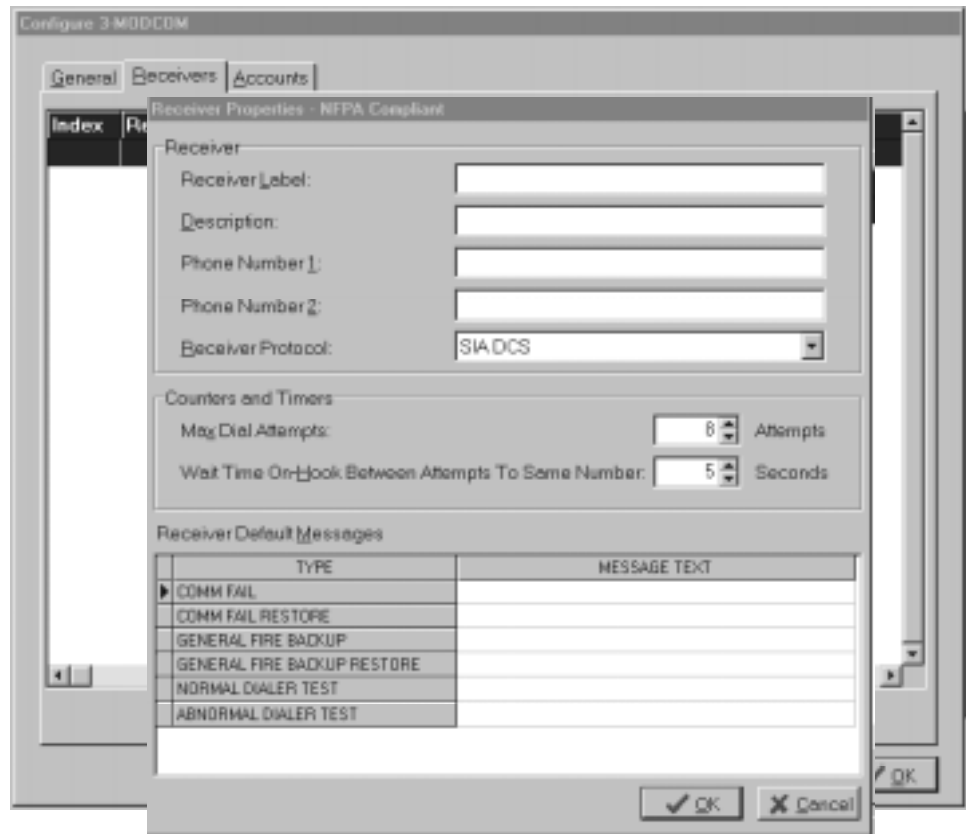 Configure 3-MODCOM
General Receivers Accounts
Index Re
Receiver Properties - NFPA Compliant
Receiver
Receiver Label:
Description:
Phone Number 1:
Phone Number 2:
Receiver Protocol: SIA DCS
Counters and Timers
Max Dial Attempts: 8 Attempts
Wait Time On-Hook Between Attempts To Same Number: 5 Seconds
Receiver Default Messages
TYPE MESSAGE TEXT
COMM FAIL
COMM FAIL RESTORE
GENERAL FIRE BACKUP
GENERAL FIRE BACKUP RESTORE
NORMAL DIALER TEST
ABNORMAL DIALER TEST
OK
OK Cancel